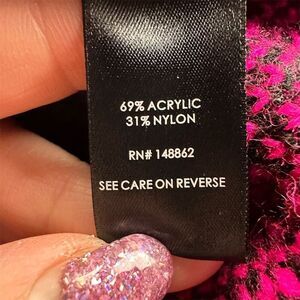 69% ACRYLIC
31% NYLON
RN# 148862
SEE CARE ON REVERSE